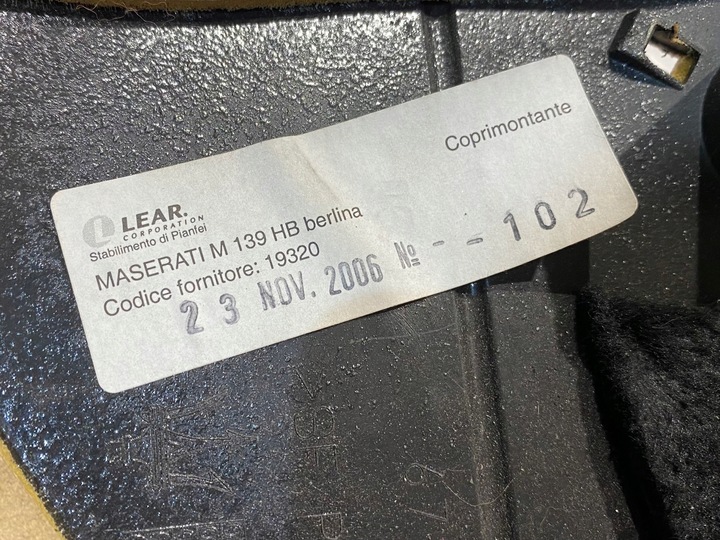 Coprimontante
L LEAR.
CORPORATION
Stabilimento di Pianfei
MASERATI M 139 HB berlina
Codice fornitore: 19320
23 NOV. 2006 № -- 102